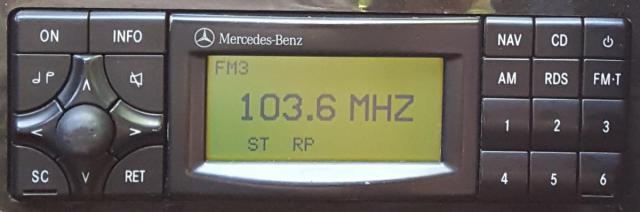 ON INFO
SC RET
Mercedes-Benz
FM3
103.6 MHZ
ST RP
NAV CD
AM RDS FM·T
1 2 3
4 5 6